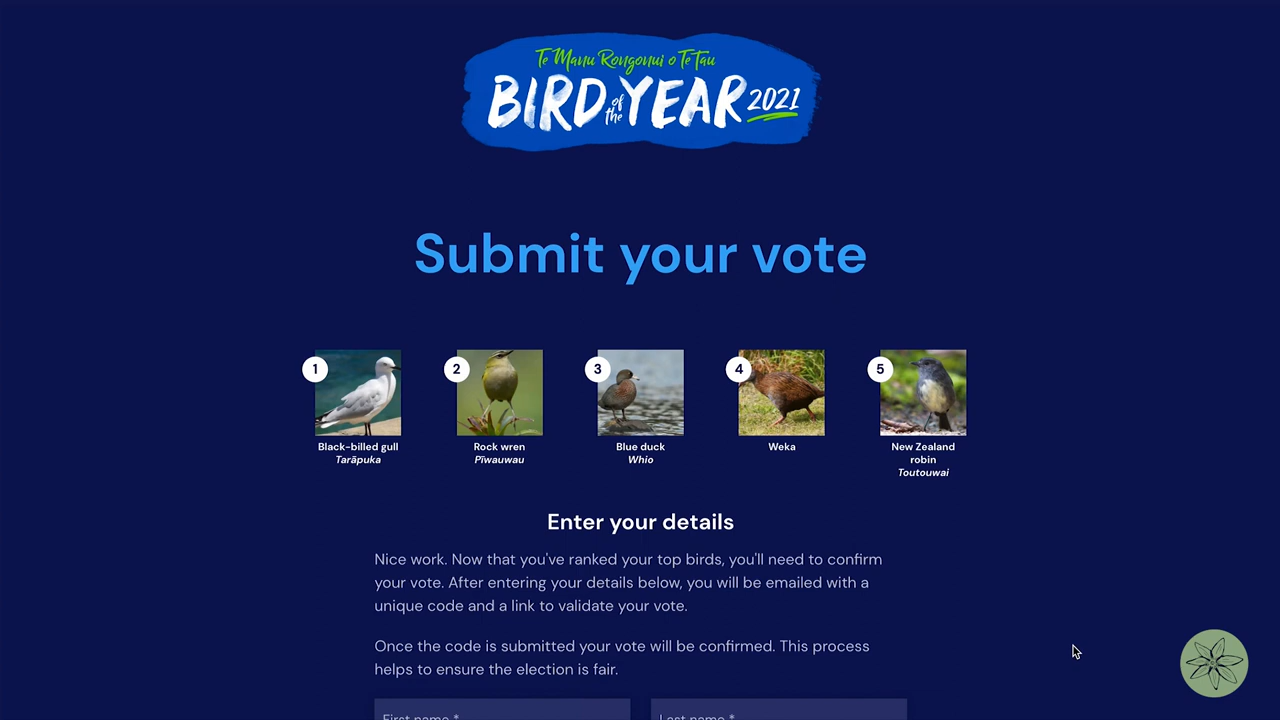 Te Manu Rongonui o Te Tau
BIRD of the YEAR 2021
Submit your vote
1
2
3
4
5
Black-billed gull
Tarāpuka
Rock wren
Pīwauwau
Blue duck
Whio
Weka
New Zealand
robin
Toutouwai
Enter your details
Nice work. Now that you've ranked your top birds, you'll need to confirm
your vote. After entering your details below, you will be emailed with a
unique code and a link to validate your vote.
Once the code is submitted your vote will be confirmed. This process
helps to ensure the election is fair.
First name *
Last name *